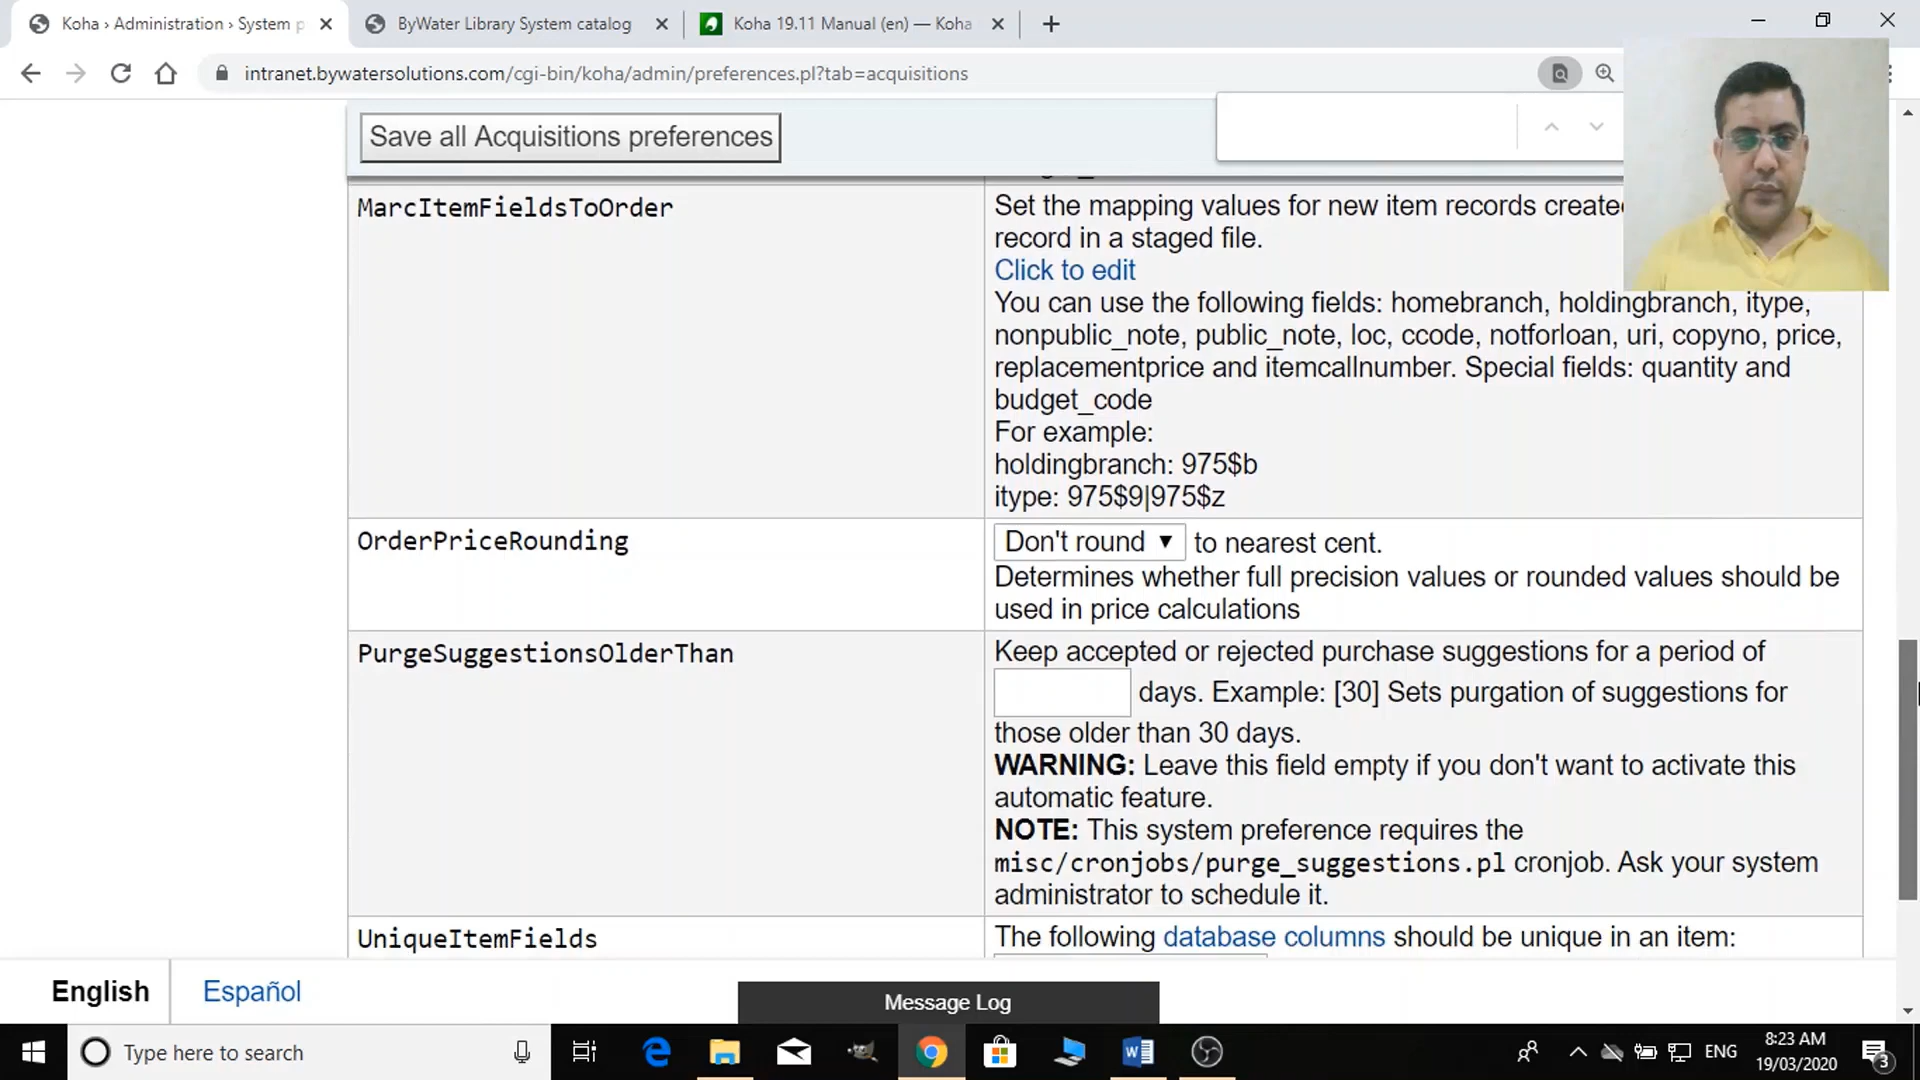 Koha › Administration › System p
ByWater Library System catalog
Koha 19.11 Manual (en) — Koha
intranet.bywatersolutions.com/cgi-bin/koha/admin/preferences.pl?tab=acquisitions
Save all Acquisitions preferences
MarcItemFieldsToOrder
Set the mapping values for new item records create
record in a staged file.
Click to edit
You can use the following fields: homebranch, holdingbranch, itype,
nonpublic_note, public_note, loc, ccode, notforloan, uri, copyno, price,
replacementprice and itemcallnumber. Special fields: quantity and
budget_code
For example:
holdingbranch: 975$b
itype: 975$9|975$z
OrderPriceRounding
Don't round ▼ to nearest cent.
Determines whether full precision values or rounded values should be
used in price calculations
PurgeSuggestionsOlderThan
Keep accepted or rejected purchase suggestions for a period of
days. Example: [30] Sets purgation of suggestions for
those older than 30 days.
WARNING: Leave this field empty if you don't want to activate this
automatic feature.
NOTE: This system preference requires the
misc/cronjobs/purge_suggestions.pl cronjob. Ask your system
administrator to schedule it.
UniqueItemFields
The following database columns should be unique in an item:
English
Español
Message Log
Type here to search
ENG
8:23 AM
19/03/2020
3